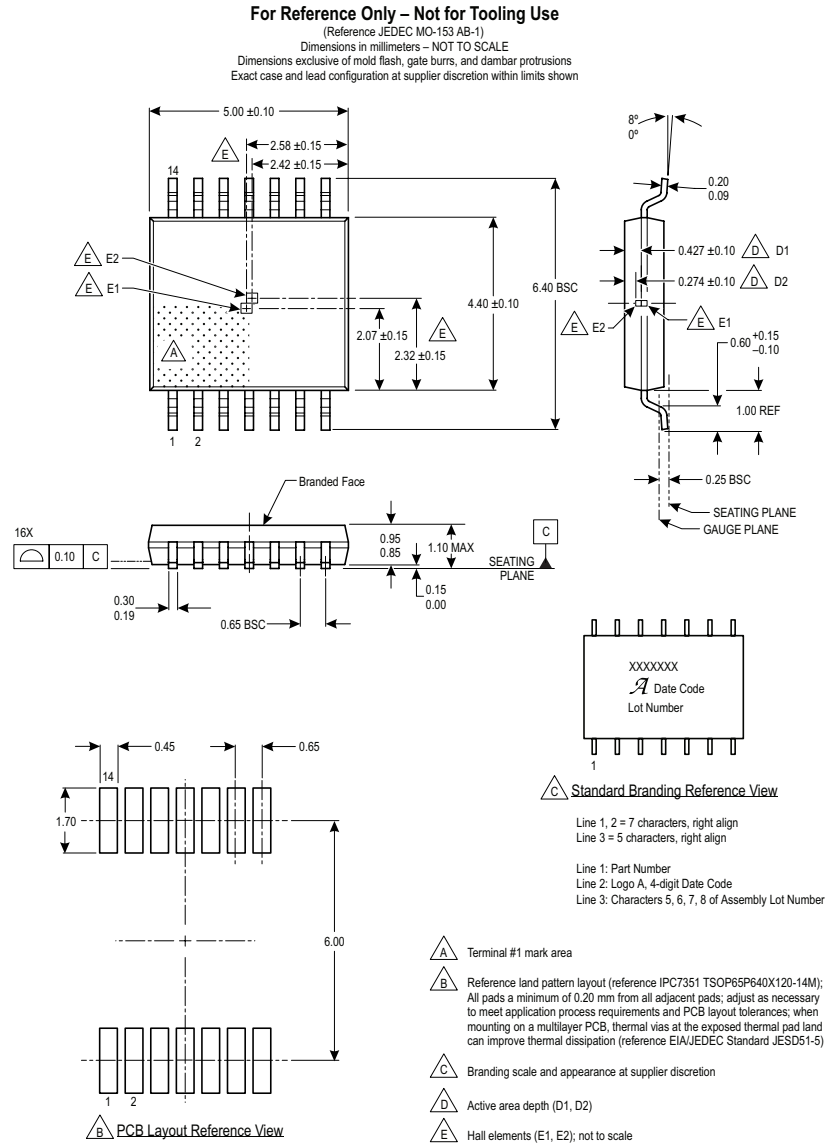 For Reference Only – Not for Tooling Use
(Reference JEDEC MO-153 AB-1)
Dimensions in millimeters – NOT TO SCALE
Dimensions exclusive of mold flash, gate burrs, and dambar protrusions
Exact case and lead configuration at supplier discretion within limits shown
5.00 ±0.10
E
2.58 ±0.15
2.42 ±0.15
14
E E2
E E1
A
2.07 ±0.15
2.32 ±0.15
E
4.40 ±0.10
6.40 BSC
1 2
8º
0º
0.20
0.09
0.427 ±0.10 D D1
0.274 ±0.10 D D2
E E2
E E1
0.60 +0.15
–0.10
1.00 REF
0.25 BSC
SEATING PLANE
GAUGE PLANE
Branded Face
16X
0.10 C
0.95
0.85
1.10 MAX
C
SEATING
PLANE
0.15
0.00
0.30
0.19
0.65 BSC
XXXXXXX
A Date Code
Lot Number
1
C Standard Branding Reference View
Line 1, 2 = 7 characters, right align
Line 3 = 5 characters, right align
Line 1: Part Number
Line 2: Logo A, 4-digit Date Code
Line 3: Characters 5, 6, 7, 8 of Assembly Lot Number
0.45
0.65
14
1.70
6.00
1 2
B PCB Layout Reference View
A Terminal #1 mark area
B Reference land pattern layout (reference IPC7351 TSOP65P640X120-14M);
All pads a minimum of 0.20 mm from all adjacent pads; adjust as necessary
to meet application process requirements and PCB layout tolerances; when
mounting on a multilayer PCB, thermal vias at the exposed thermal pad land
can improve thermal dissipation (reference EIA/JEDEC Standard JESD51-5)
C Branding scale and appearance at supplier discretion
D Active area depth (D1, D2)
E Hall elements (E1, E2); not to scale